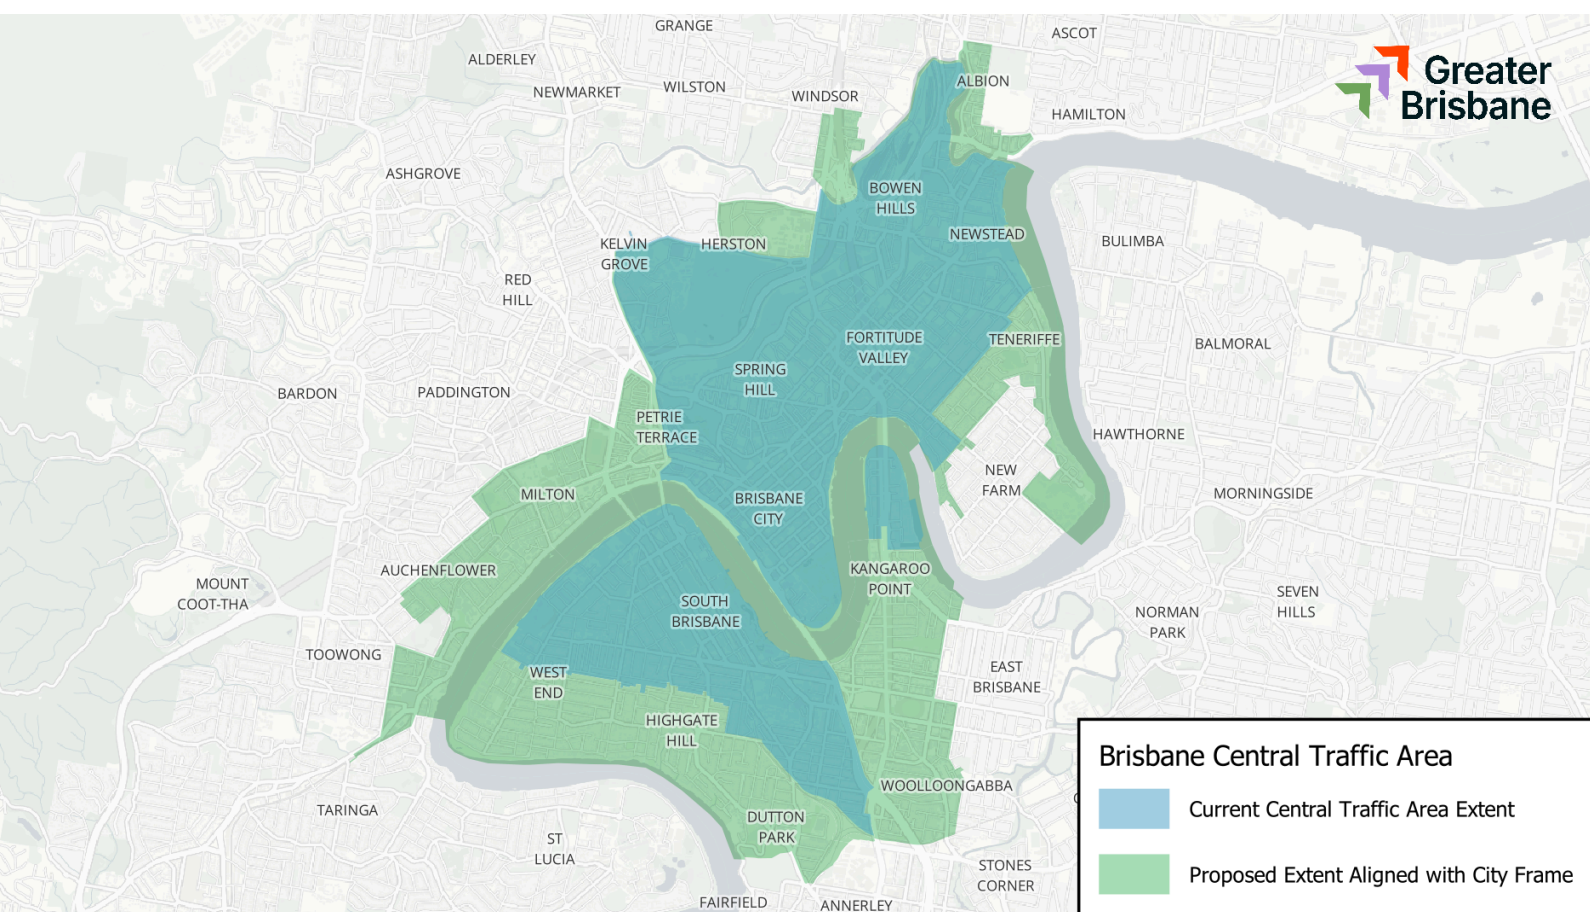 GRANGE
ASCOT
ALDERLEY
Greater
Brisbane
ALBION
WILSTON
NEWMARKET
WINDSOR
HAMILTON
ASHGROVE
BOWEN
HILLS
NEWSTEAD
BULIMBA
KELVIN
GROVE
HERSTON
RED
HILL
FORTITUDE
VALLEY
TENERIFFE
BALMORAL
SPRING
HILL
BARDON
PADDINGTON
PETRIE
TERRACE
HAWTHORNE
NEW
FARM
MILTON
BRISBANE
CITY
MORNINGSIDE
AUCHENFLOWER
KANGAROO
POINT
MOUNT
COOT-THA
SOUTH
BRISBANE
SEVEN
HILLS
NORMAN
PARK
TOOWONG
WEST
END
EAST
BRISBANE
HIGHGATE
HILL
Brisbane Central Traffic Area
WOOLLOONGABBA
Current Central Traffic Area Extent
TARINGA
DUTTON
PARK
ST
LUCIA
STONES
CORNER
Proposed Extent Aligned with City Frame
FAIRFIELD
ANNERLEY